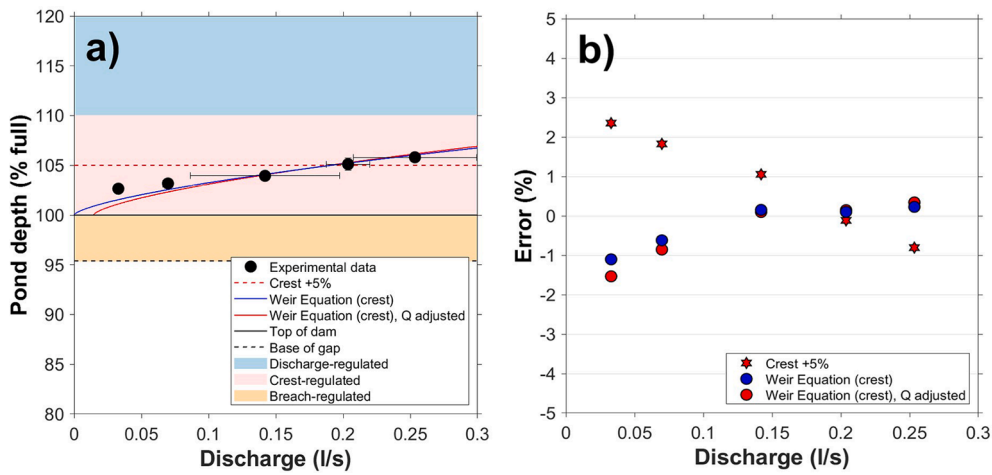 a)
Pond depth (% full)
120
115
110
105
100
95
90
85
80
Experimental data
Crest +5%
Weir Equation (crest)
Weir Equation (crest), Q adjusted
Top of dam
Base of gap
Discharge-regulated
Crest-regulated
Breach-regulated
0 0.05 0.1 0.15 0.2 0.25 0.3
Discharge (l/s)
b)
Error (%)
5
4
3
2
1
0
-1
-2
-3
-4
-5
Crest +5%
Weir Equation (crest)
Weir Equation (crest), Q adjusted
0 0.05 0.1 0.15 0.2 0.25 0.3
Discharge (l/s)